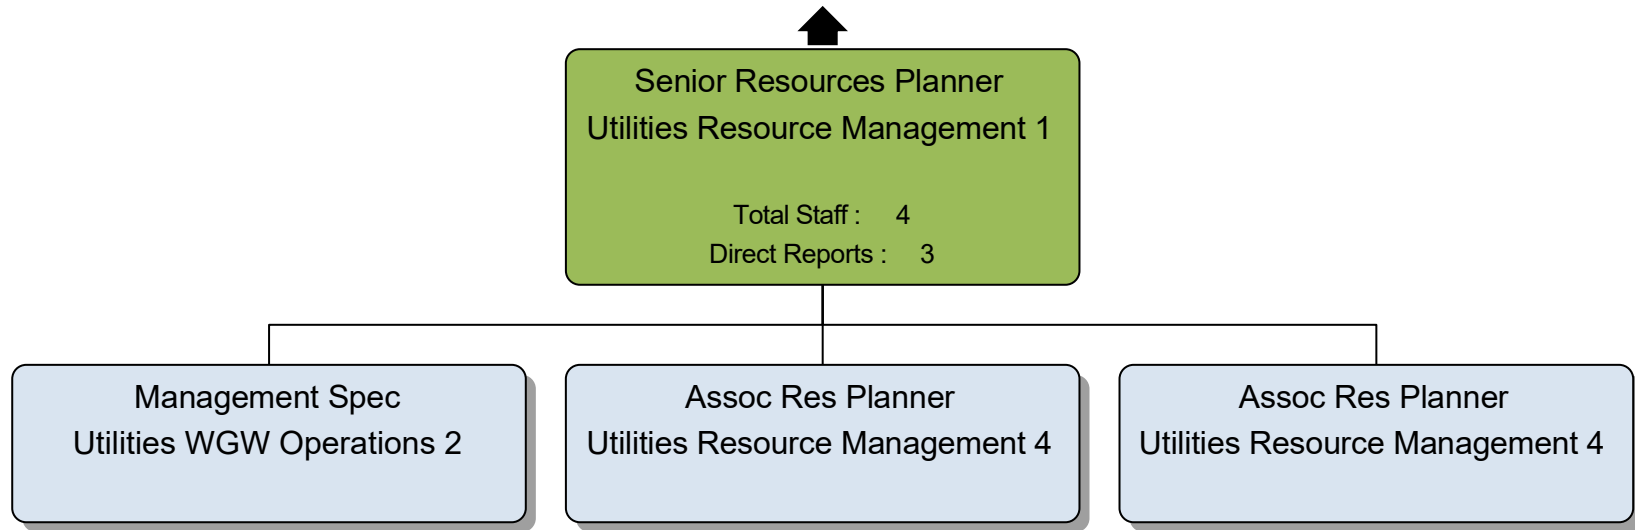 Senior Resources Planner
Utilities Resource Management 1
Total Staff : 4
Direct Reports : 3
Management Spec
Utilities WGW Operations 2
Assoc Res Planner
Utilities Resource Management 4
Assoc Res Planner
Utilities Resource Management 4